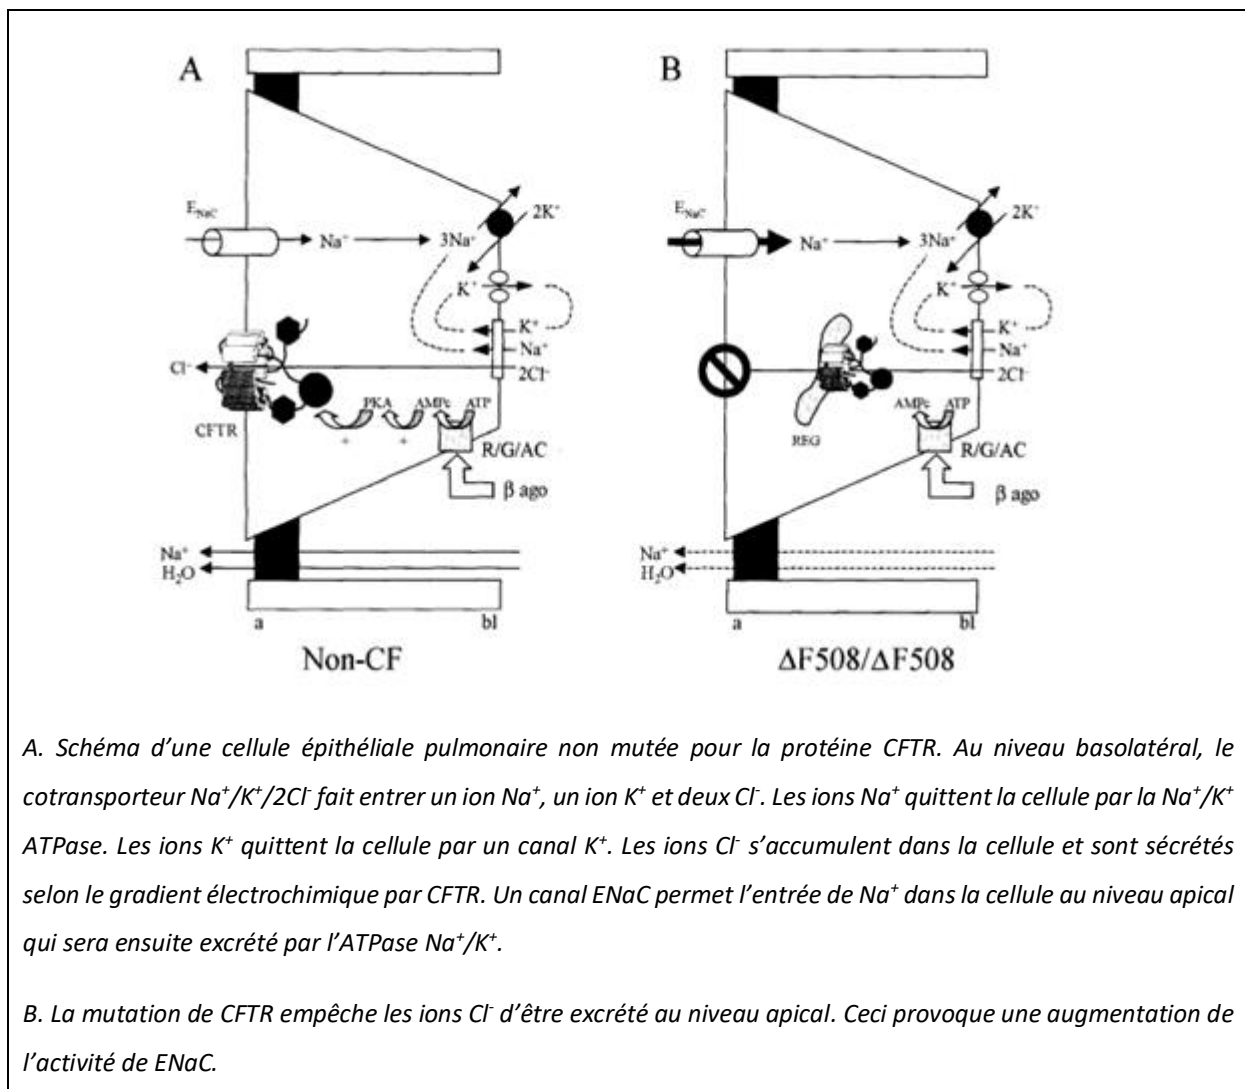 A
B
E_NaC
Na⁺
3Na⁺
2K⁺
K⁺
K⁺
Na⁺
2Cl⁻
Cl⁻
CFTR
PKA
AMPc
ATP
+
+
R/G/AC
β ago
Na⁺
H₂O
a
bl
Non-CF
E_NaC
Na⁺
3Na⁺
2K⁺
K⁺
K⁺
Na⁺
2Cl⁻
REG
AMPc
ATP
R/G/AC
β ago
Na⁺
H₂O
a
bl
ΔF508/ΔF508
A. Schéma d’une cellule épithéliale pulmonaire non mutée pour la protéine CFTR. Au niveau basolatéral, le
cotransporteur Na⁺/K⁺/2Cl⁻ fait entrer un ion Na⁺, un ion K⁺ et deux Cl⁻. Les ions Na⁺ quittent la cellule par la Na⁺/K⁺
ATPase. Les ions K⁺ quittent la cellule par un canal K⁺. Les ions Cl⁻ s’accumulent dans la cellule et sont sécrétés
selon le gradient électrochimique par CFTR. Un canal ENaC permet l’entrée de Na⁺ dans la cellule au niveau apical
qui sera ensuite excrété par l’ATPase Na⁺/K⁺.
B. La mutation de CFTR empêche les ions Cl⁻ d’être excrété au niveau apical. Ceci provoque une augmentation de
l’activité de ENaC.